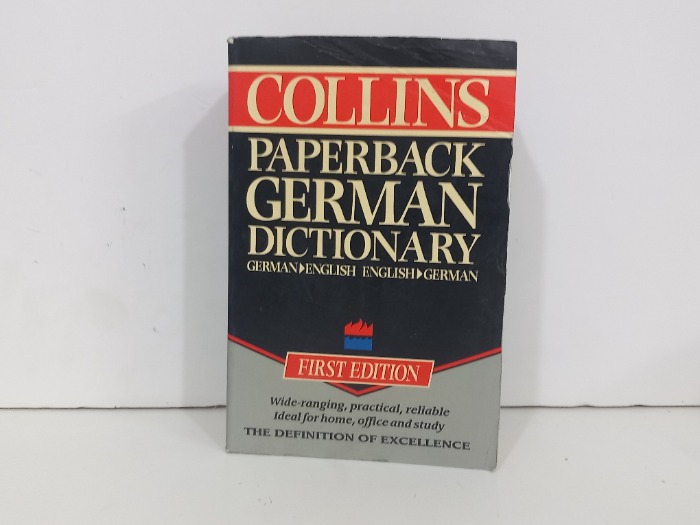 COLLINS
PAPERBACK
GERMAN
DICTIONARY
GERMAN▶ENGLISH ENGLISH▶GERMAN
FIRST EDITION
Wide-ranging, practical, reliable
Ideal for home, office and study
THE DEFINITION OF EXCELLENCE